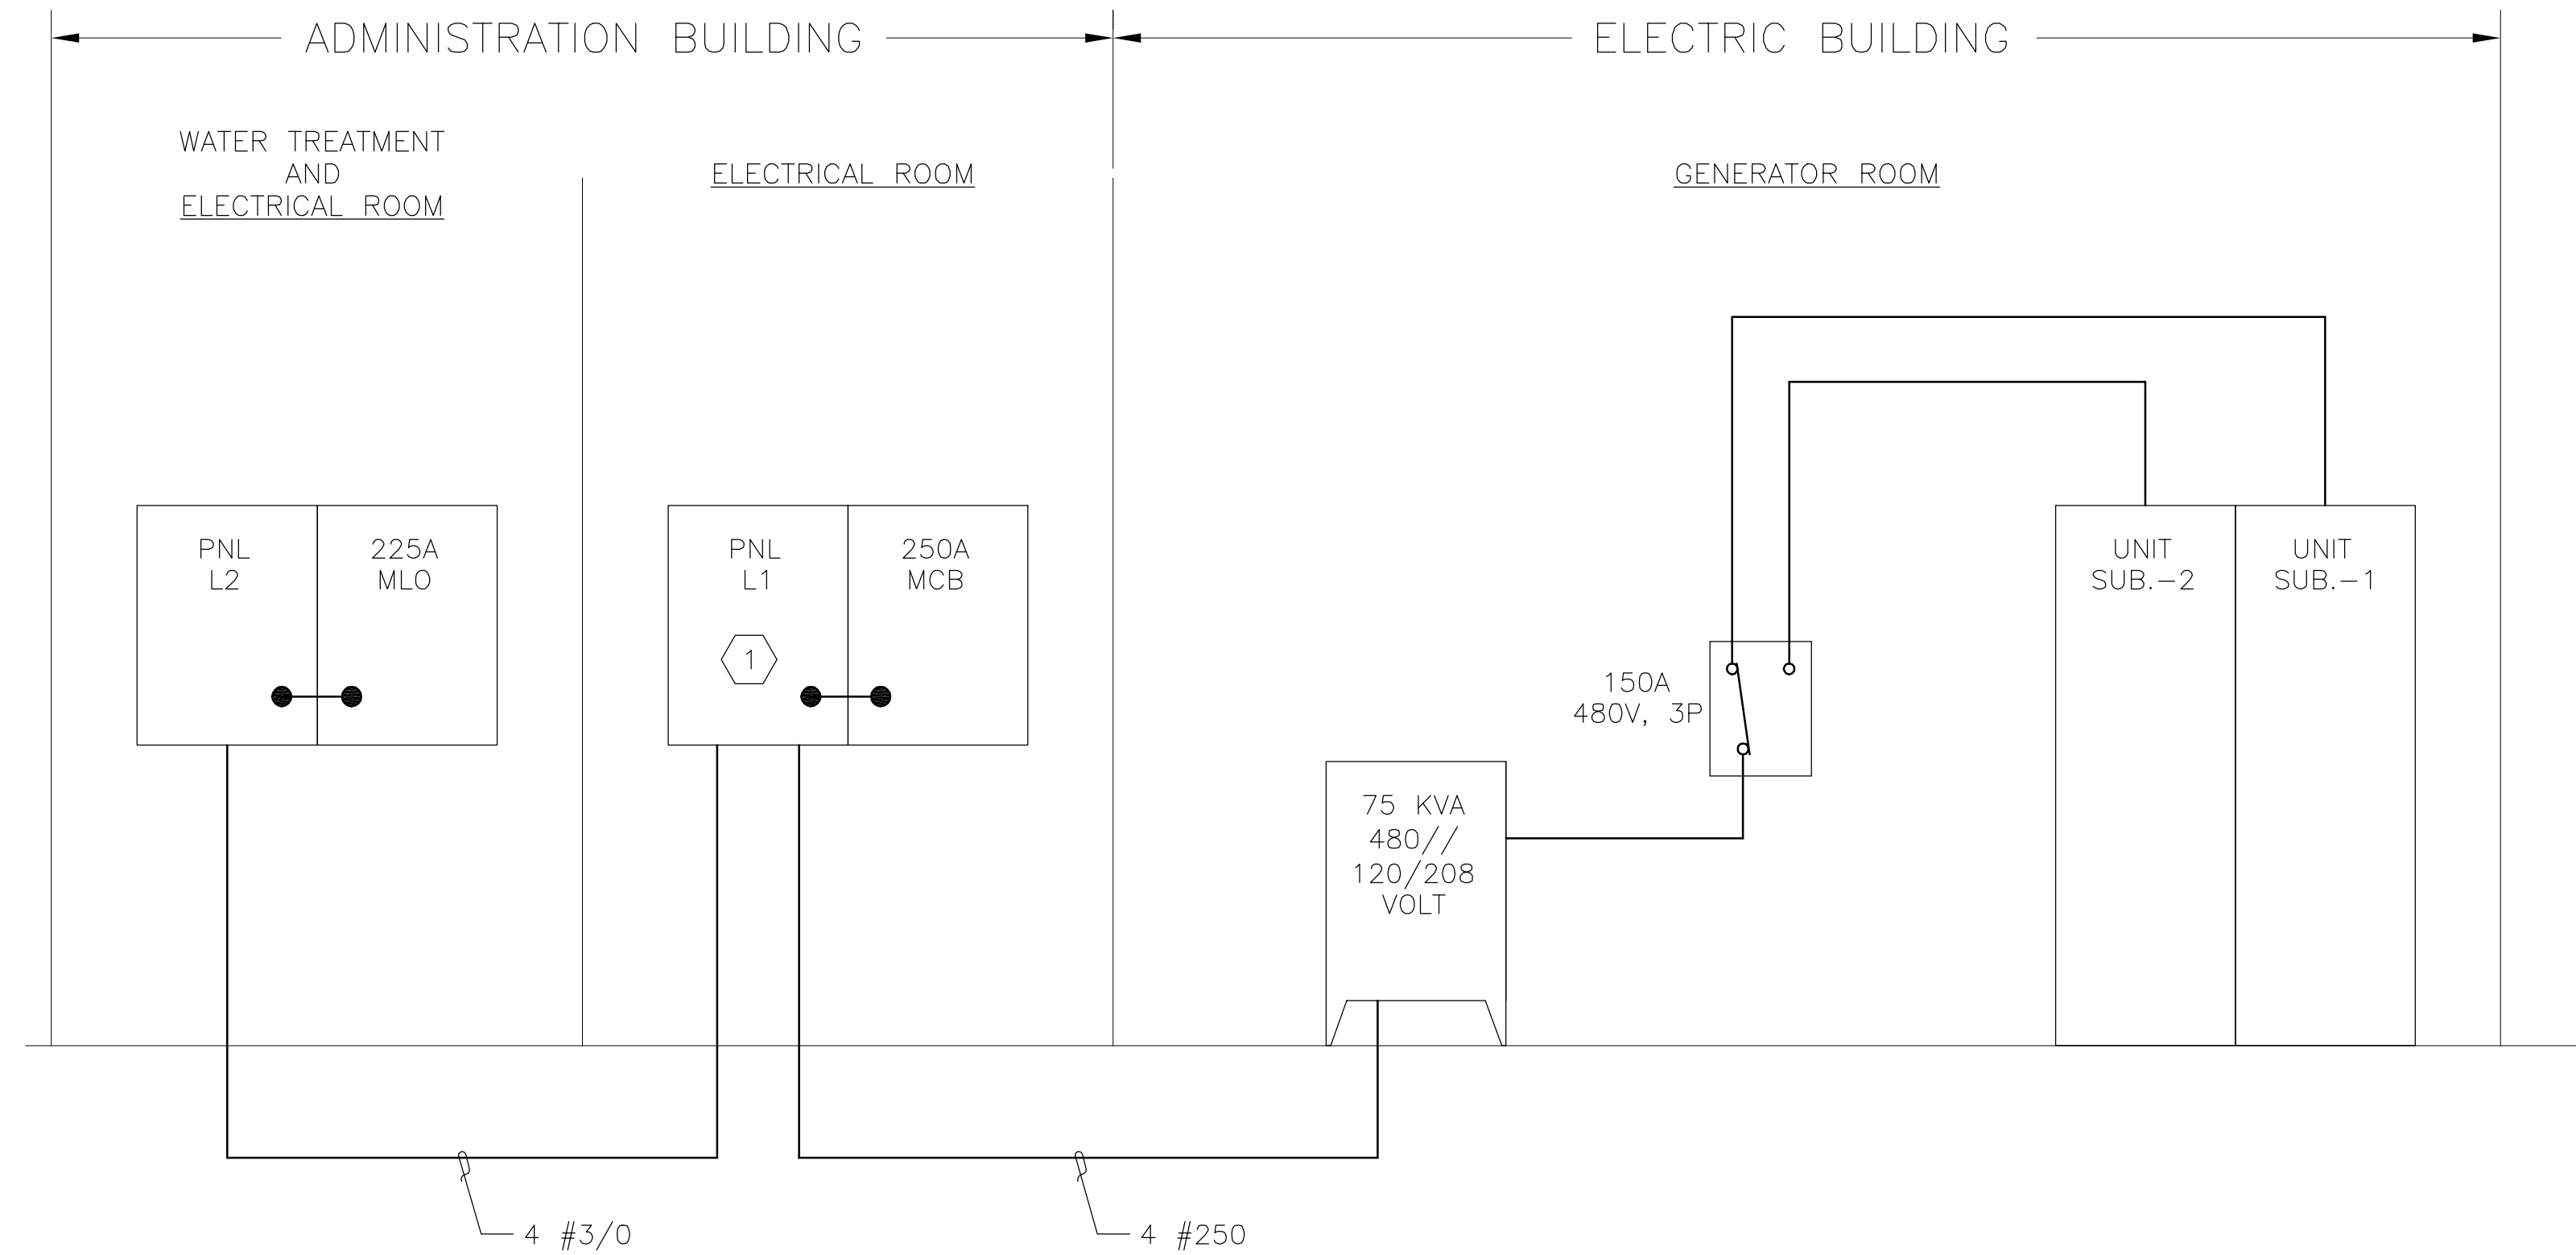 ADMINISTRATION BUILDING
ELECTRIC BUILDING
WATER TREATMENT
AND
ELECTRICAL ROOM
ELECTRICAL ROOM
GENERATOR ROOM
PNL
L2
225A
MLO
PNL
L1
1
250A
MCB
75 KVA
480//
120/208
VOLT
150A
480V, 3P
UNIT
SUB.-2
UNIT
SUB.-1
4 #3/0
4 #250